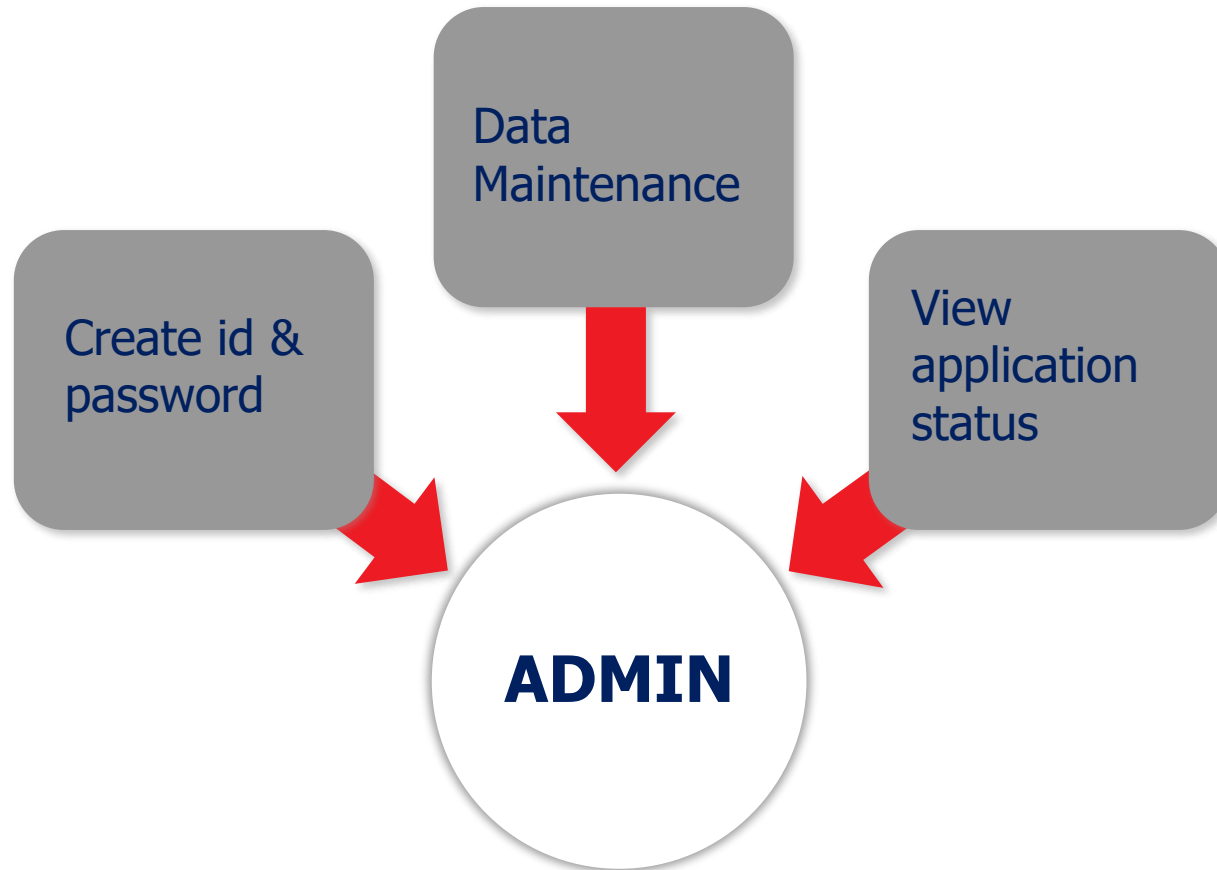 Data
Maintenance
Create id &
password
View
application
status
ADMIN